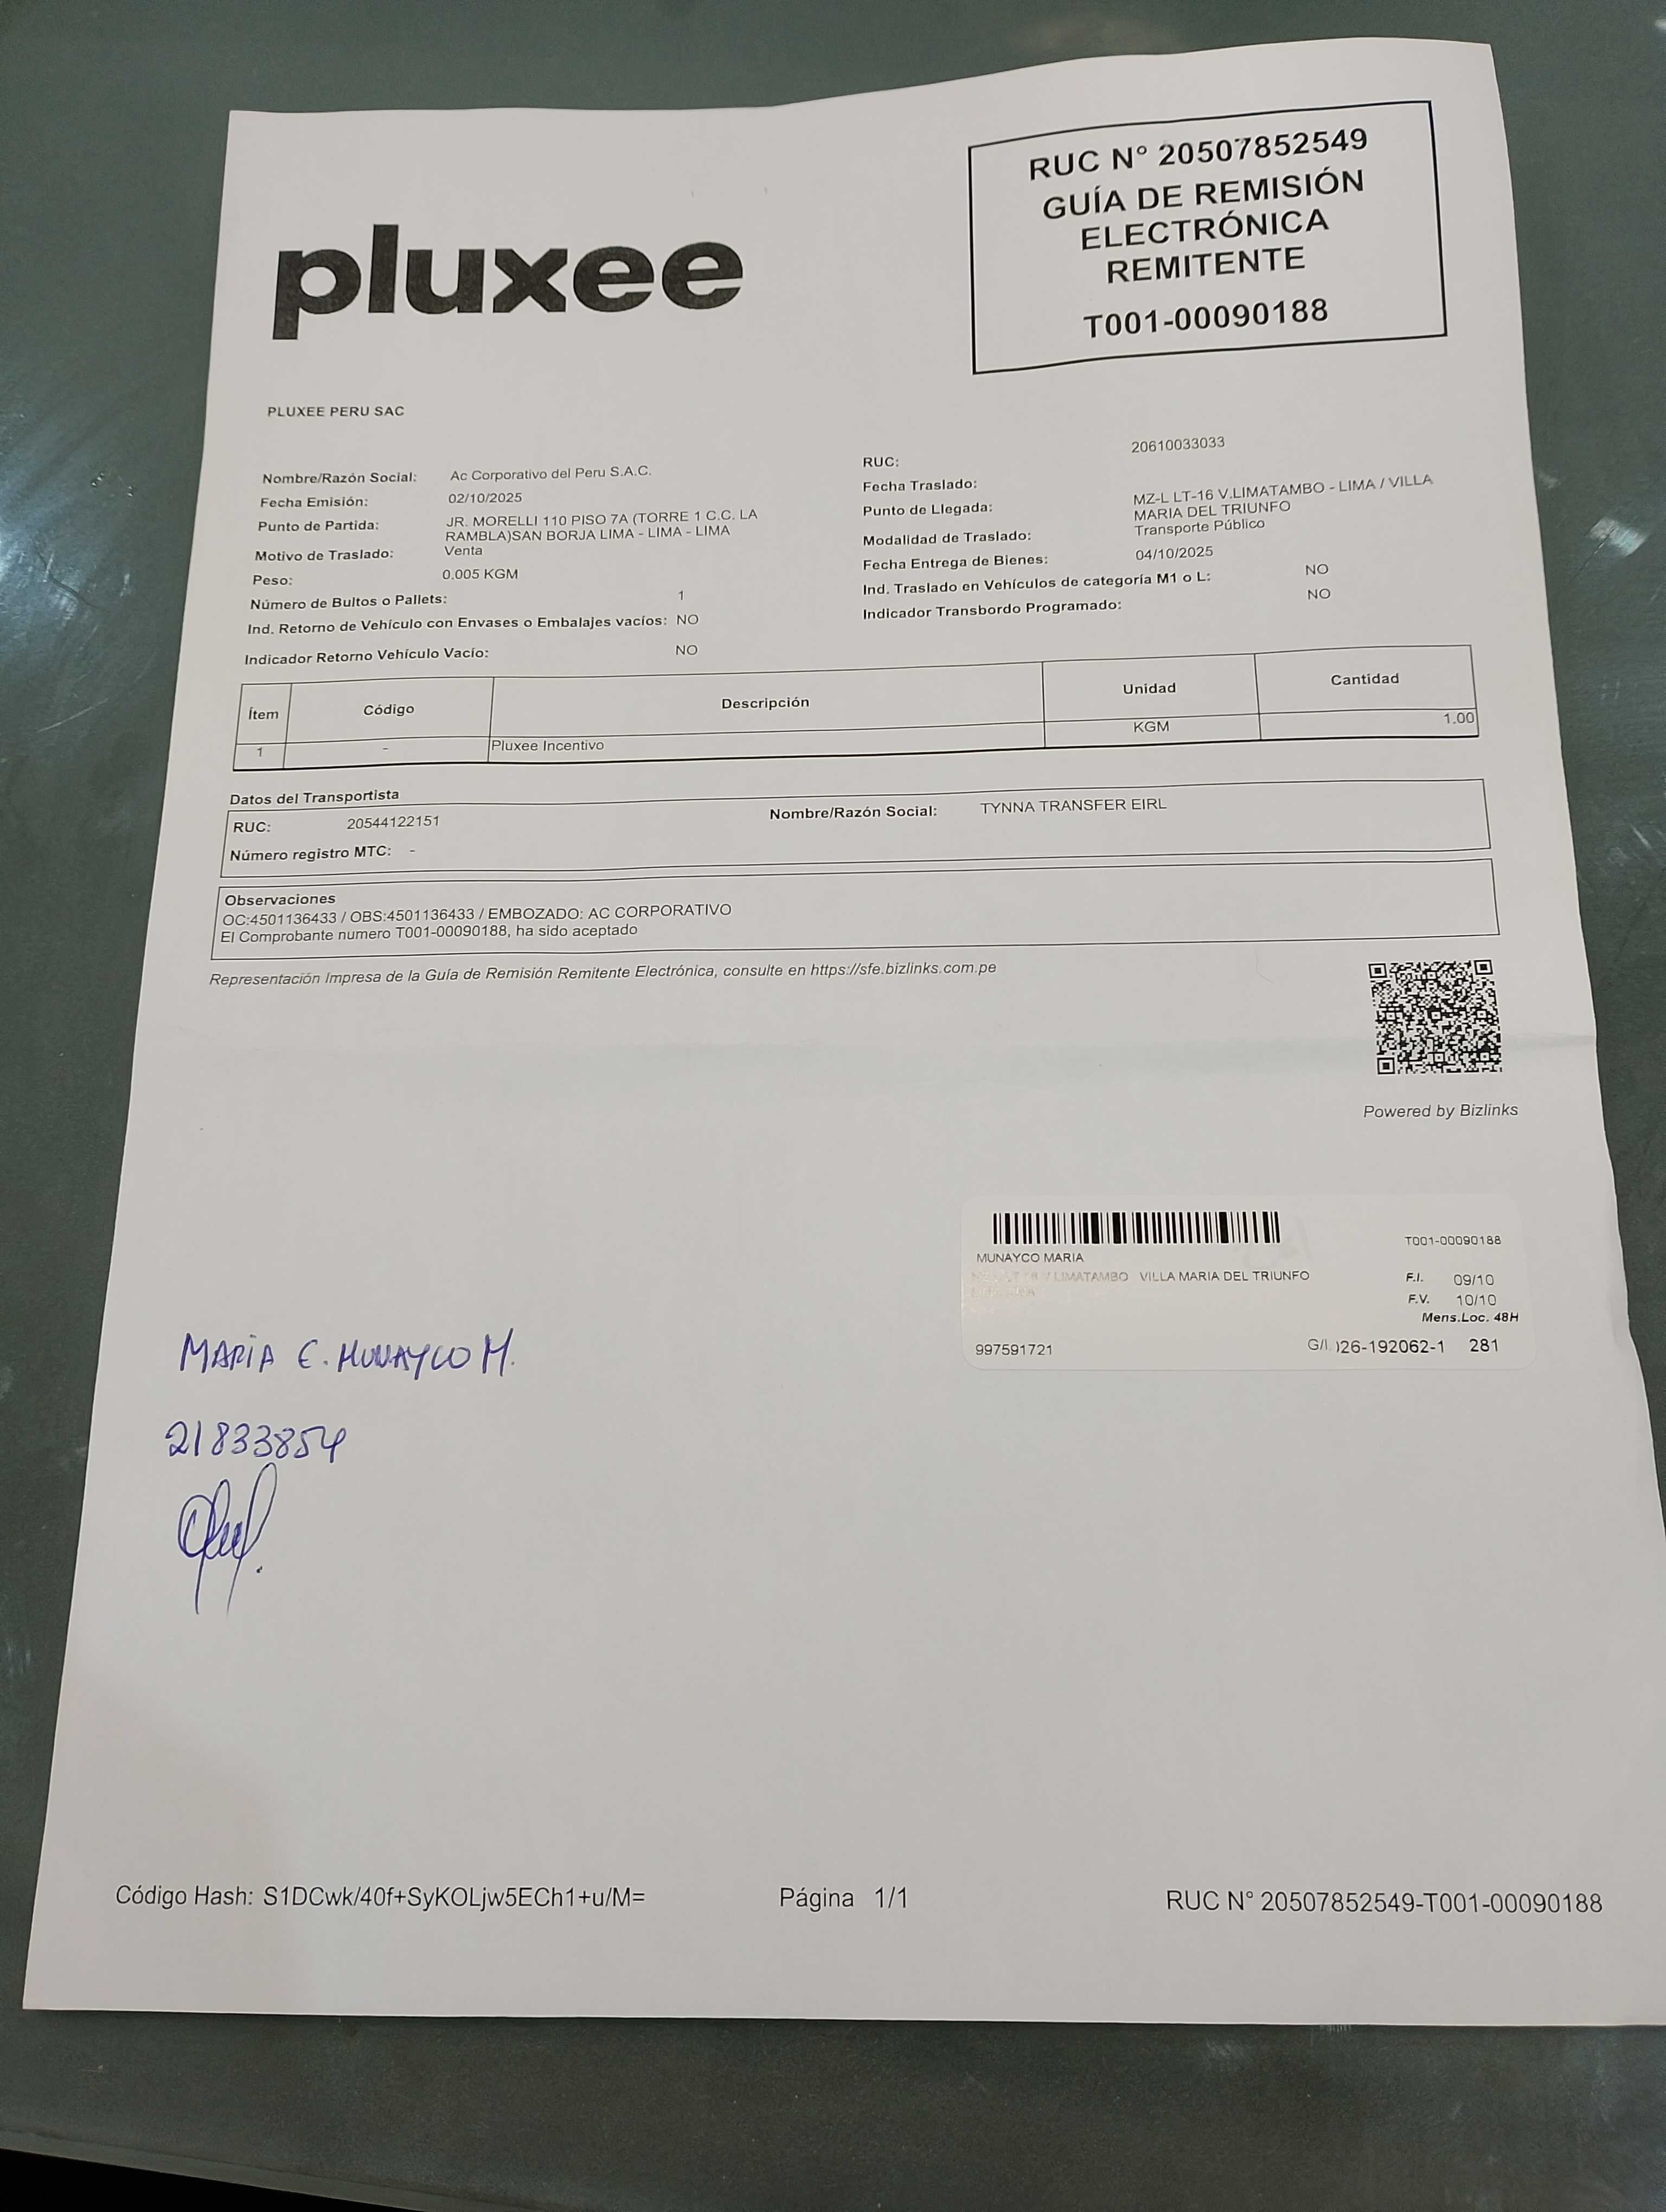 pluxee
RUC N° 20507852549
GUÍA DE REMISIÓN
ELECTRÓNICA
REMITENTE
T001-00090188
PLUXEE PERU SAC
Nombre/Razón Social: Ac Corporativo del Peru S.A.C.
Fecha Emisión: 02/10/2025
Punto de Partida: JR. MORELLI 110 PISO 7A (TORRE 1 C.C. LA
RAMBLA)SAN BORJA LIMA - LIMA - LIMA
Motivo de Traslado: Venta
Peso: 0.005 KGM
Número de Bultos o Pallets: 1
Ind. Retorno de Vehículo con Envases o Embalajes vacíos: NO
Indicador Retorno Vehículo Vacío: NO
RUC: 20610033033
Fecha Traslado:
Punto de Llegada: MZ-L LT-16 V.LIMATAMBO - LIMA / VILLA
MARIA DEL TRIUNFO
Modalidad de Traslado: Transporte Público
Fecha Entrega de Bienes: 04/10/2025
Ind. Traslado en Vehículos de categoría M1 o L: NO
Indicador Transbordo Programado: NO
Ítem Código Descripción Unidad Cantidad
1 - Pluxee Incentivo KGM 1.00
Datos del Transportista
RUC: 20544122151 Nombre/Razón Social: TYNNA TRANSFER EIRL
Número registro MTC: -
Observaciones
OC:4501136433 / OBS:4501136433 / EMBOZADO: AC CORPORATIVO
El Comprobante numero T001-00090188, ha sido aceptado
Representación Impresa de la Guía de Remisión Remitente Electrónica, consulte en https://sfe.bizlinks.com.pe
Powered by Bizlinks
MUNAYCO MARIA T001-00090188
LIMATAMBO VILLA MARIA DEL TRIUNFO F.I. 09/10
F.V. 10/10
Mens.Loc. 48H
997591721 G/I. )26-192062-1 281
MARIA E. MUNAYCO M.
21833854
Código Hash: S1DCwk/40f+SyKOLjw5ECh1+u/M= Página 1/1 RUC N° 20507852549-T001-00090188